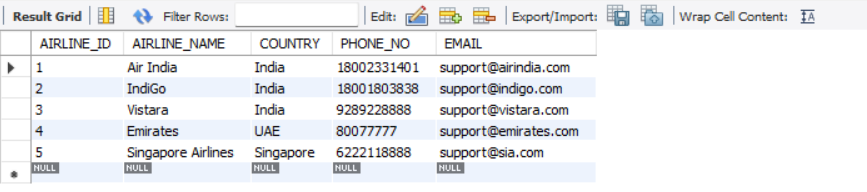 Result Grid Filter Rows: Edit: Export/Import: Wrap Cell Content: IA
AIRLINE_ID AIRLINE_NAME COUNTRY PHONE_NO EMAIL
1 Air India India 18002331401 support@airindia.com
2 IndiGo India 18001803838 support@indigo.com
3 Vistara India 9289228888 support@vistara.com
4 Emirates UAE 80077777 support@emirates.com
5 Singapore Airlines Singapore 6222118888 support@sia.com
NULL NULL NULL NULL NULL